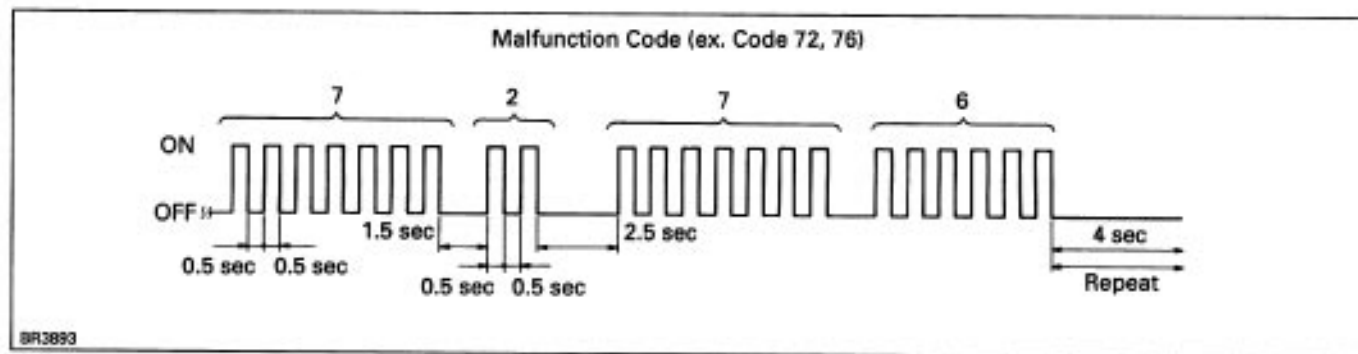 Malfunction Code (ex. Code 72, 76)
7 2 7 6
ON
OFF
1.5 sec 2.5 sec 4 sec
0.5 sec 0.5 sec
0.5 sec 0.5 sec
Repeat
BR3893